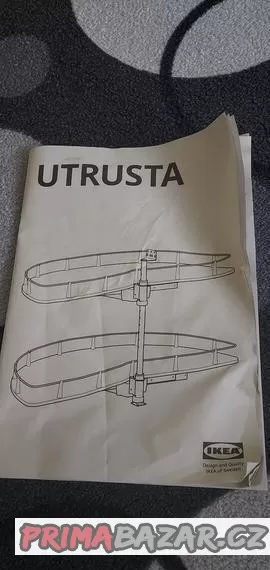 UTRUSTA
IKEA
Design and Quality
IKEA of Sweden
PRIMABAZAR.CZ